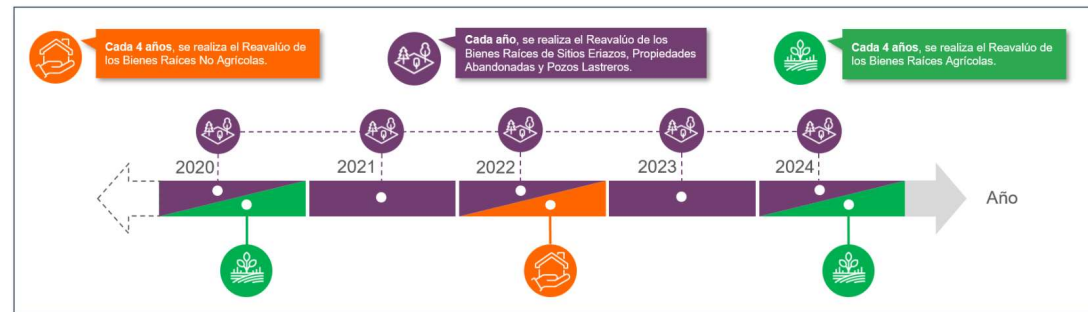 Cada 4 años, se realiza el Reavalúo de
los Bienes Raíces No Agrícolas.
Cada año, se realiza el Reavalúo de los
Bienes Raíces de Sitios Eriazos, Propiedades
Abandonadas y Pozos Lastreros.
Cada 4 años, se realiza el Reavalúo de
los Bienes Raíces Agrícolas.
2020
2021
2022
2023
2024
Año